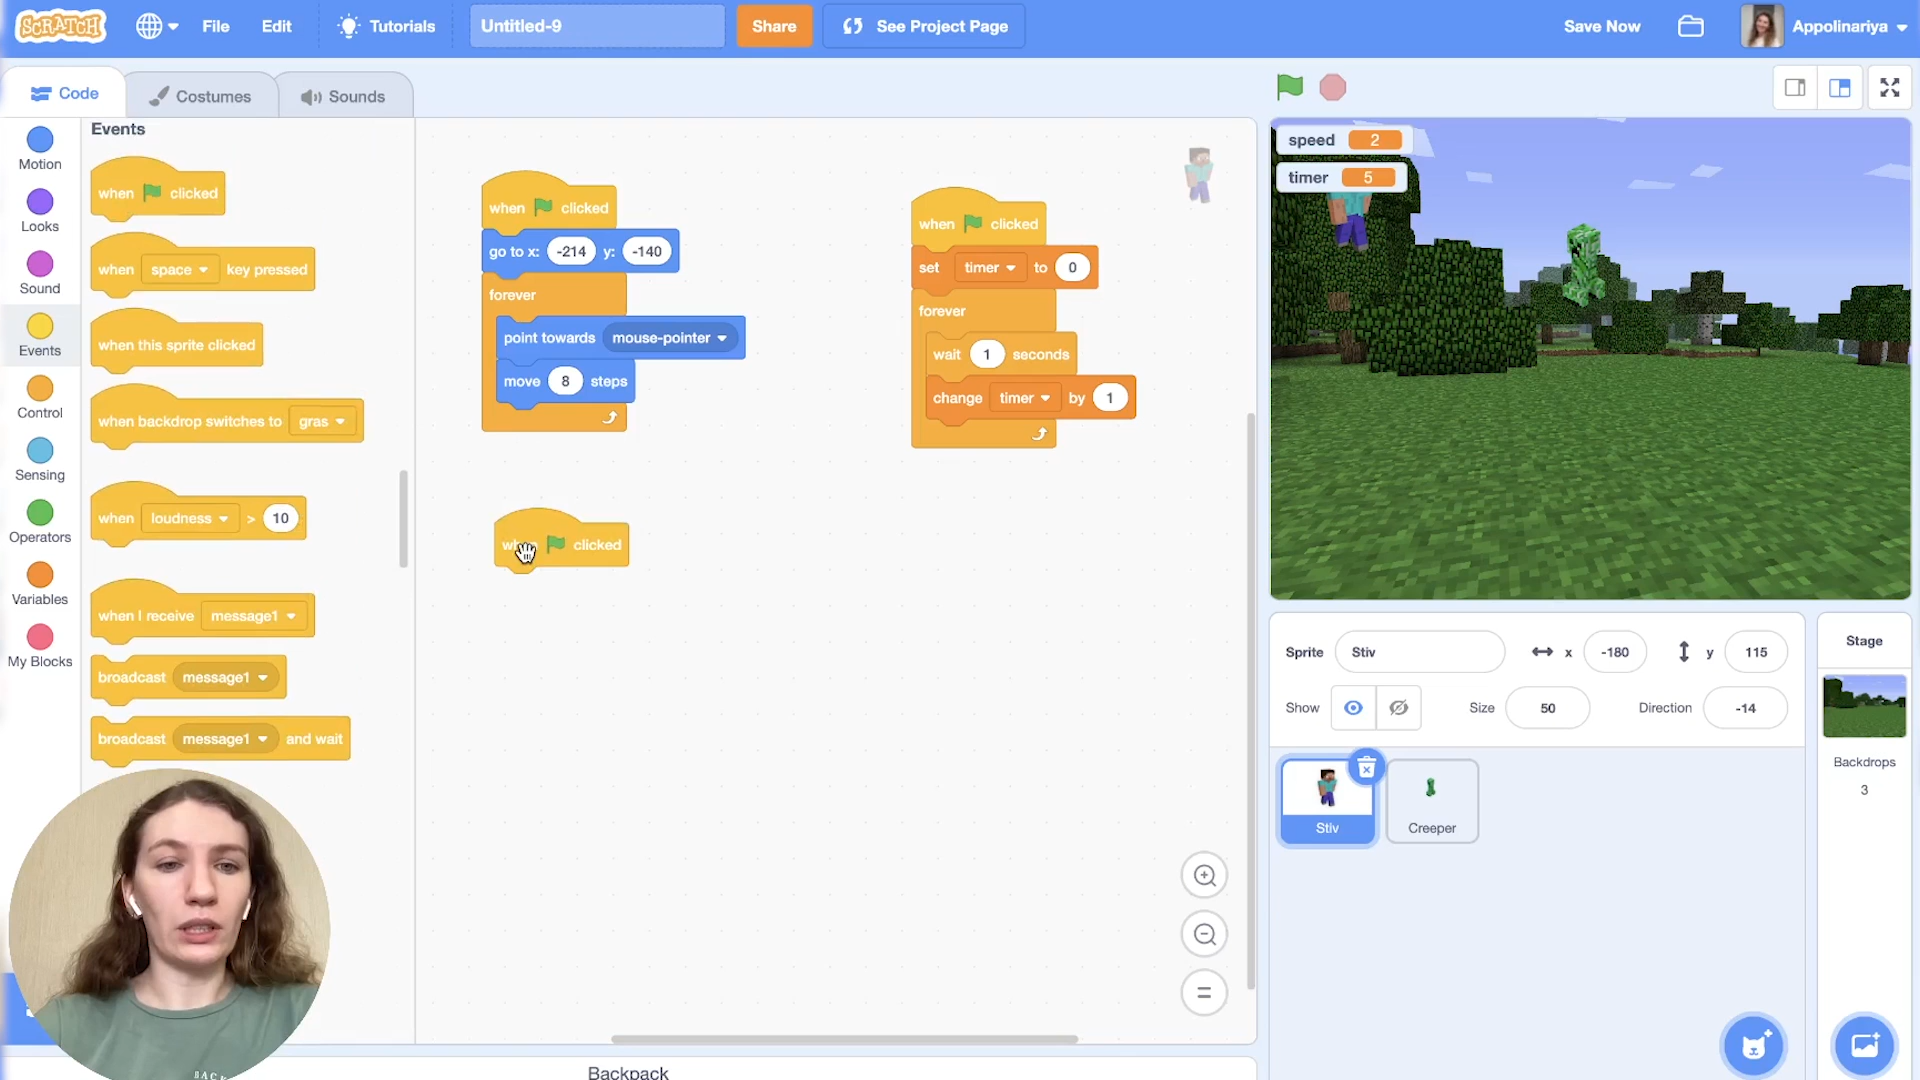 SCRATCH
File
Edit
Tutorials
Untitled-9
Share
See Project Page
Save Now
Appolinariya
Code
Costumes
Sounds
Motion
Looks
Sound
Events
Control
Sensing
Operators
Variables
My Blocks
Events
when clicked
when space key pressed
when this sprite clicked
when backdrop switches to gras
when loudness > 10
when I receive message1
broadcast message1
broadcast message1 and wait
when clicked
go to x: -214 y: -140
forever
point towards mouse-pointer
move 8 steps
when clicked
set timer to 0
forever
wait 1 seconds
change timer by 1
when clicked
Backpack
speed 2
timer 5
Sprite Stiv x -180 y 115
Show Size 50 Direction -14
Stiv
Creeper
Stage
Backdrops
3
BACK